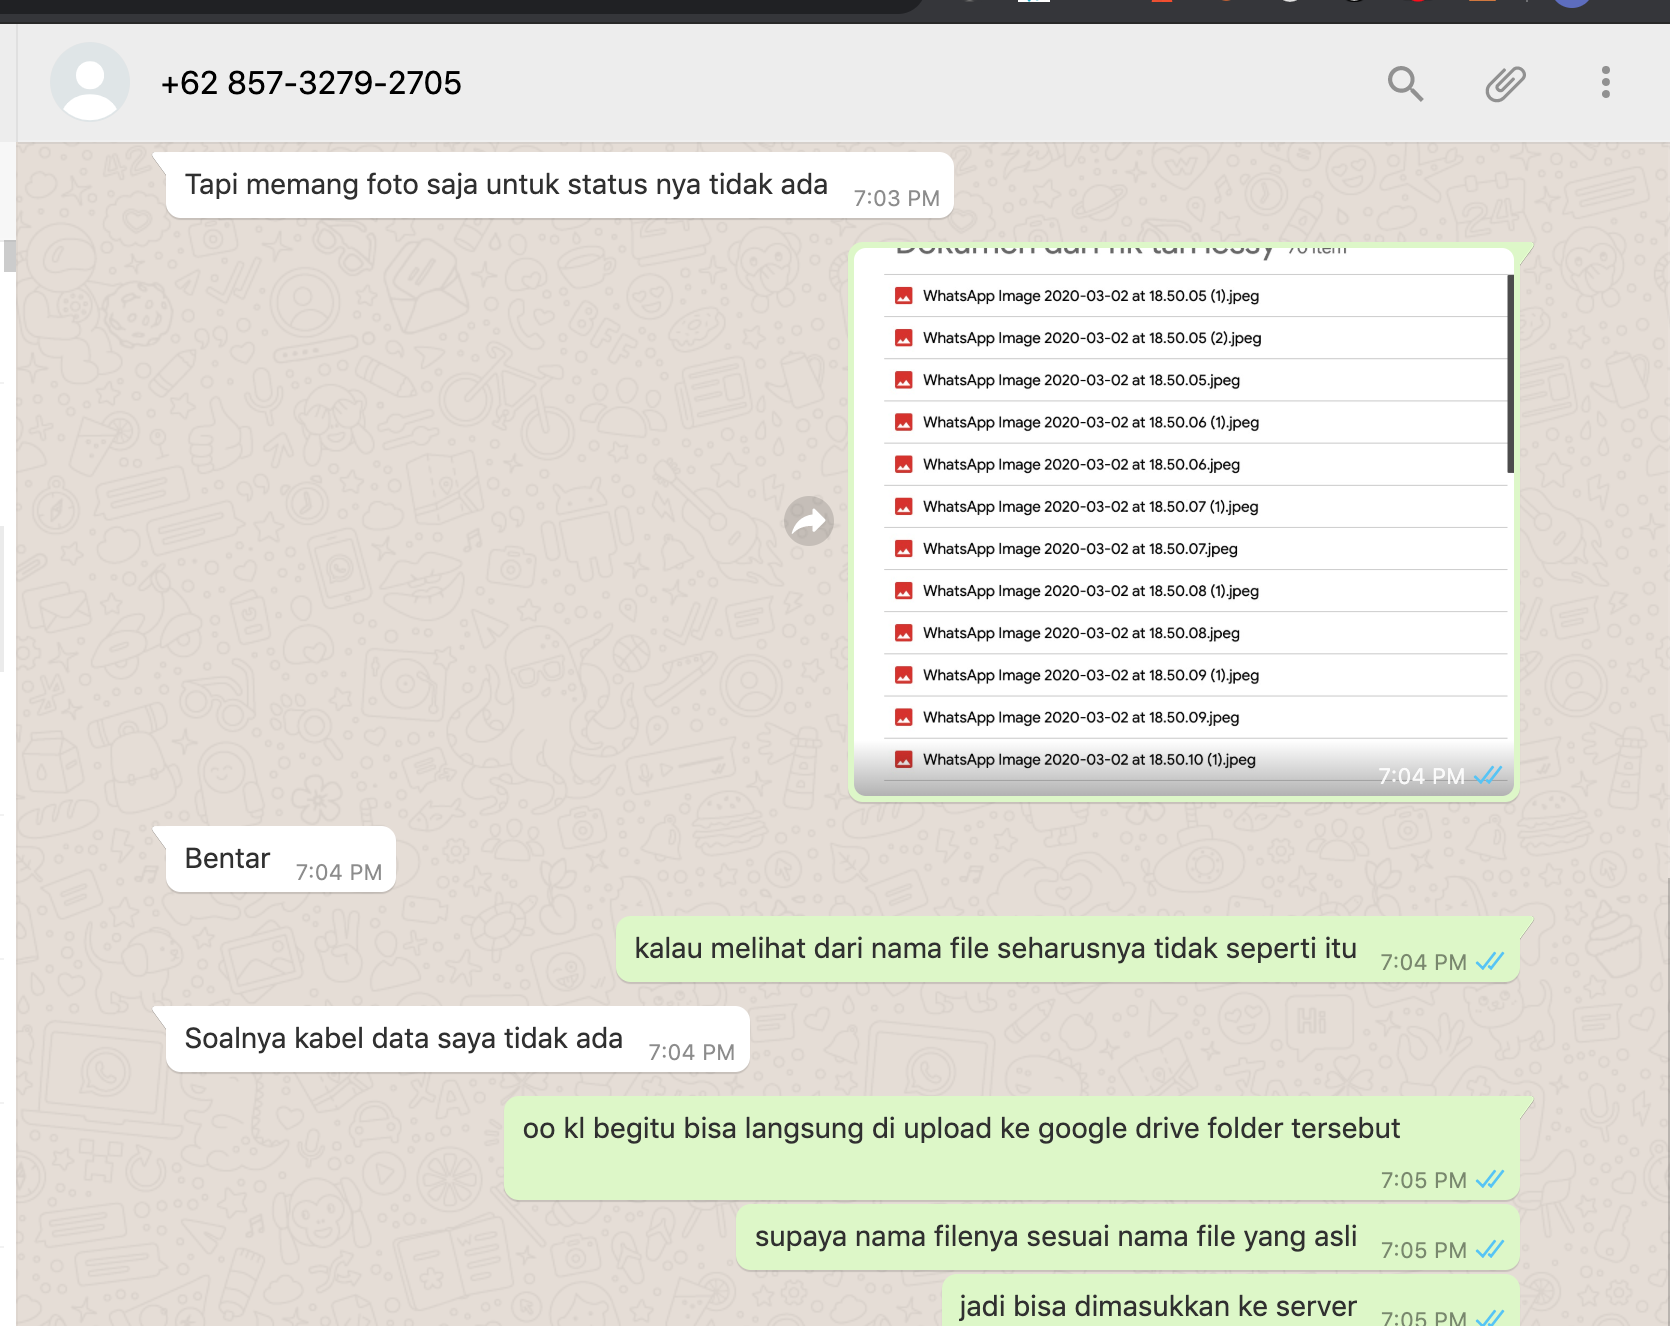 +62 857-3279-2705
Tapi memang foto saja untuk status nya tidak ada
7:03 PM
70 item
WhatsApp Image 2020-03-02 at 18.50.05 (1).jpeg
WhatsApp Image 2020-03-02 at 18.50.05 (2).jpeg
WhatsApp Image 2020-03-02 at 18.50.05.jpeg
WhatsApp Image 2020-03-02 at 18.50.06 (1).jpeg
WhatsApp Image 2020-03-02 at 18.50.06.jpeg
WhatsApp Image 2020-03-02 at 18.50.07 (1).jpeg
WhatsApp Image 2020-03-02 at 18.50.07.jpeg
WhatsApp Image 2020-03-02 at 18.50.08 (1).jpeg
WhatsApp Image 2020-03-02 at 18.50.08.jpeg
WhatsApp Image 2020-03-02 at 18.50.09 (1).jpeg
WhatsApp Image 2020-03-02 at 18.50.09.jpeg
WhatsApp Image 2020-03-02 at 18.50.10 (1).jpeg
7:04 PM
Bentar
7:04 PM
kalau melihat dari nama file seharusnya tidak seperti itu
7:04 PM
Soalnya kabel data saya tidak ada
7:04 PM
oo kl begitu bisa langsung di upload ke google drive folder tersebut
7:05 PM
supaya nama filenya sesuai nama file yang asli
7:05 PM
jadi bisa dimasukkan ke server
7:05 PM